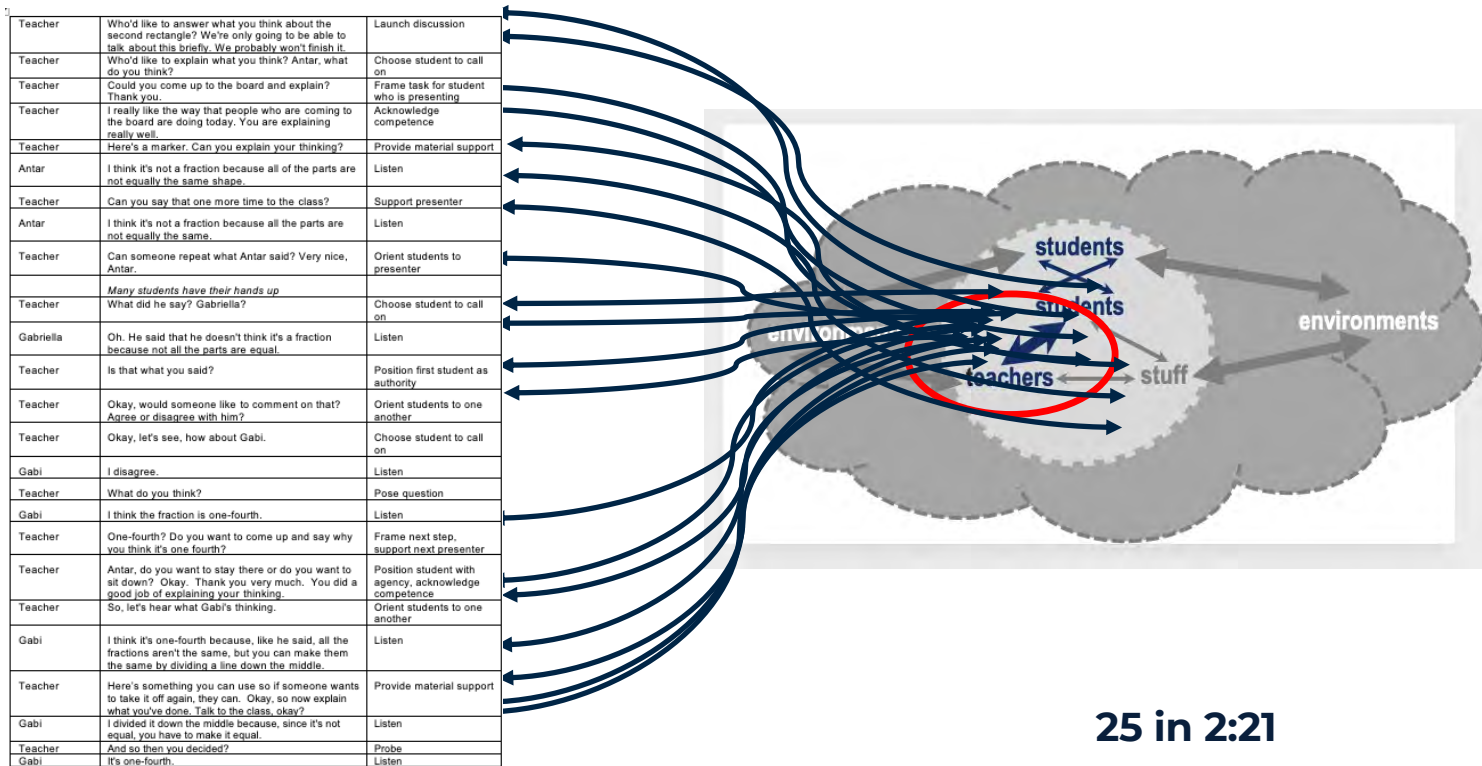 Teacher
Who'd like to answer what you think about the
second rectangle? We're only going to be able to
talk about this briefly. We probably won't finish it.
Launch discussion
Teacher
Who'd like to explain what you think? Antar, what
do you think?
Choose student to call
on
Teacher
Could you come up to the board and explain?
Thank you.
Frame task for student
who is presenting
Teacher
I really like the way that people who are coming to
the board are doing today. You are explaining
really well.
Acknowledge
competence
Teacher
Here's a marker. Can you explain your thinking?
Provide material support
Antar
I think it's not a fraction because all of the parts are
not equally the same shape.
Listen
Teacher
Can you say that one more time to the class?
Support presenter
Antar
I think it's not a fraction because all the parts are
not equally the same.
Listen
Teacher
Can someone repeat what Antar said? Very nice,
Antar.
Orient students to
presenter
Many students have their hands up
Teacher
What did he say? Gabriella?
Choose student to call
on
Gabriella
Oh. He said that he doesn't think it's a fraction
because not all the parts are equal.
Listen
Teacher
Is that what you said?
Position first student as
authority
Teacher
Okay, would someone like to comment on that?
Agree or disagree with him?
Orient students to one
another
Teacher
Okay, let's see, how about Gabi.
Choose student to call
on
Gabi
I disagree.
Listen
Teacher
What do you think?
Pose question
Gabi
I think the fraction is one-fourth.
Listen
Teacher
One-fourth? Do you want to come up and say why
you think it's one fourth?
Frame next step,
support next presenter
Teacher
Antar, do you want to stay there or do you want to
sit down? Okay. Thank you very much. You did a
good job of explaining your thinking.
Position student with
agency, acknowledge
competence
Teacher
So, let's hear what Gabi's thinking.
Orient students to one
another
Gabi
I think it's one-fourth because, like he said, all the
fractions aren't the same, but you can make them
the same by dividing a line down the middle.
Listen
Teacher
Here's something you can use so if someone wants
to take it off again, they can. Okay, so now explain
what you've done. Talk to the class, okay?
Provide material support
Gabi
I divided it down the middle because, since it's not
equal, you have to make it equal.
Listen
Teacher
And so then you decided?
Probe
Gabi
It's one-fourth.
Listen
students
students
teachers
stuff
environments
25 in 2:21